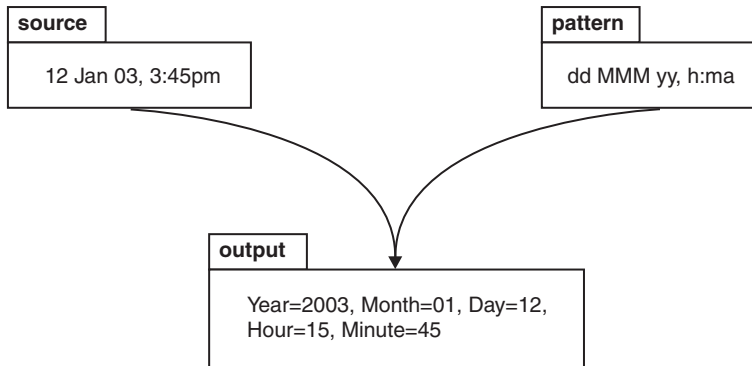 source
12 Jan 03, 3:45pm
pattern
dd MMM yy, h:ma
output
Year=2003, Month=01, Day=12,
Hour=15, Minute=45